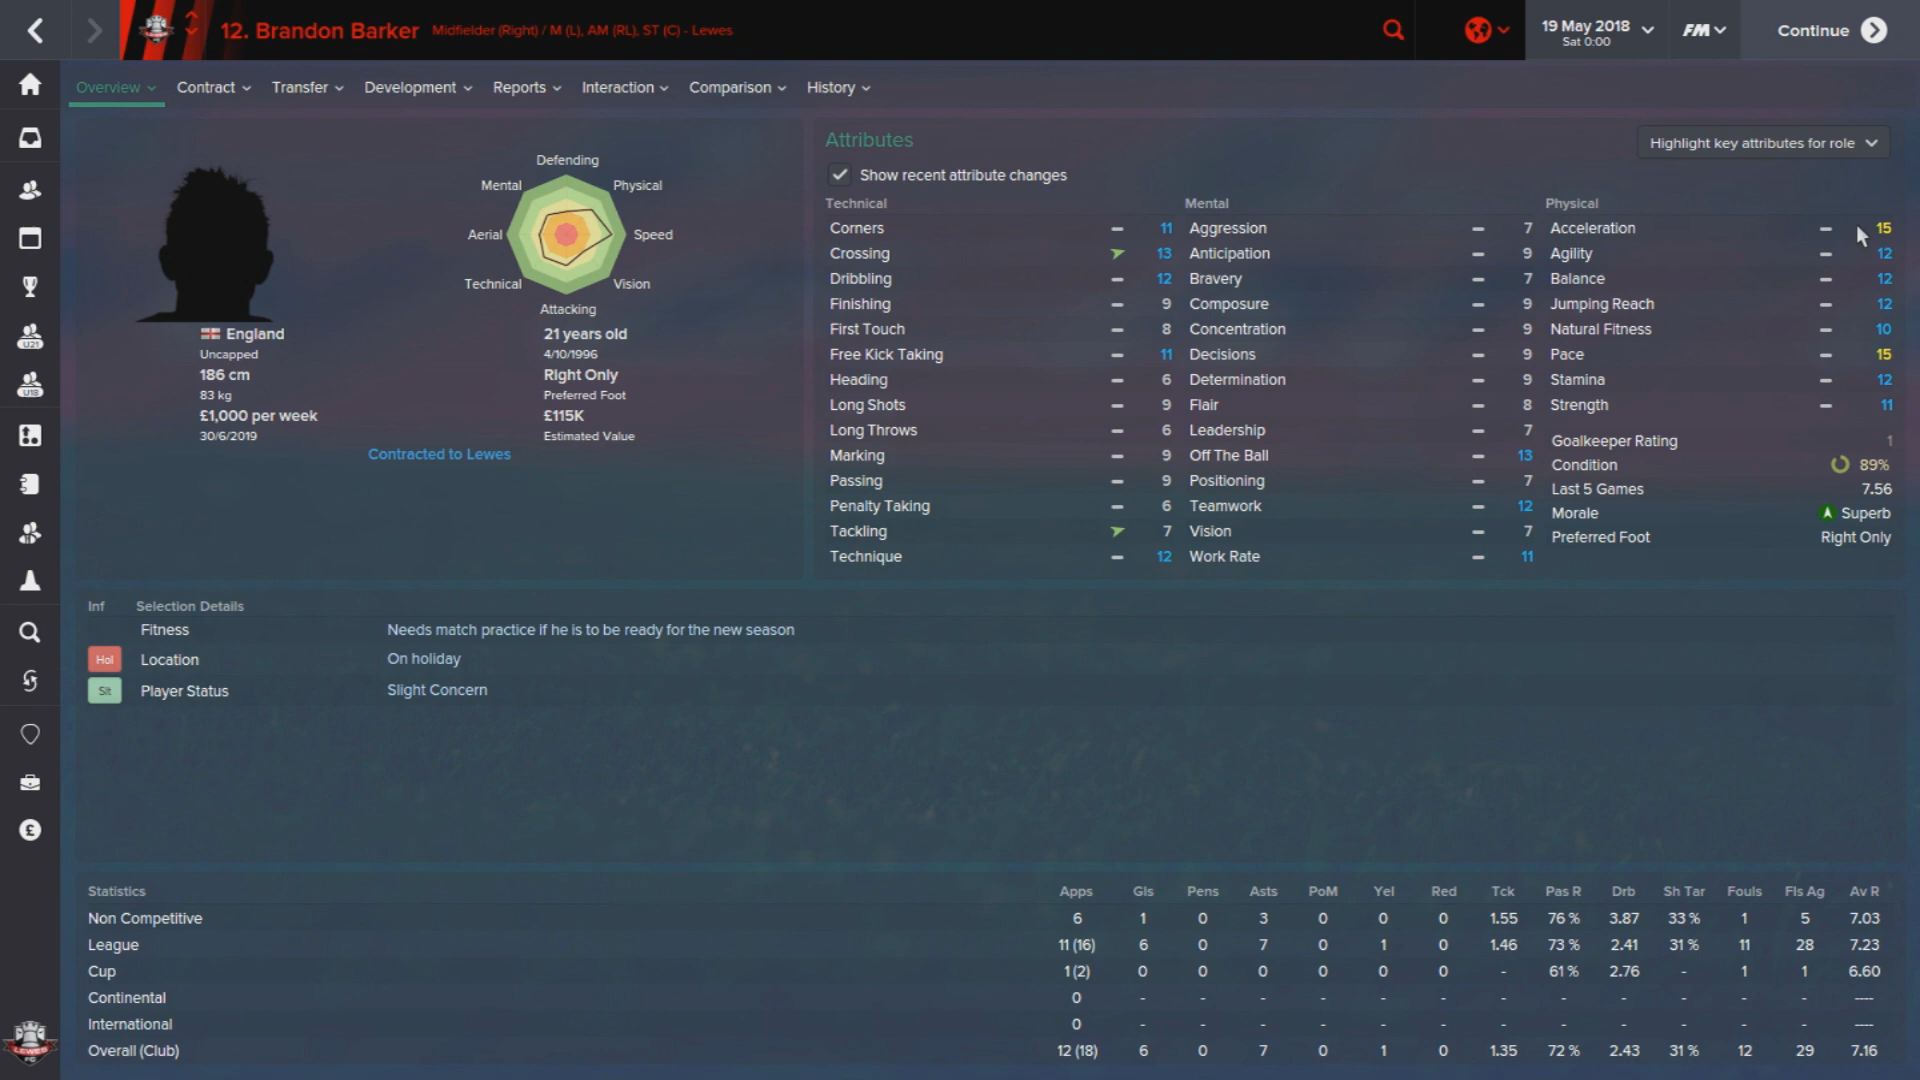 12. Brandon Barker
Midfielder (Right) / M (L), AM (RL), ST (C) - Lewes
19 May 2018
Sat 0:00
FM
Continue
Overview
Contract
Transfer
Development
Reports
Interaction
Comparison
History
Defending
Mental
Physical
Aerial
Speed
Technical
Vision
Attacking
England
Uncapped
186 cm
83 kg
£1,000 per week
30/6/2019
21 years old
4/10/1996
Right Only
Preferred Foot
£115K
Estimated Value
Contracted to Lewes
Attributes
Highlight key attributes for role
Show recent attribute changes
Technical Mental Physical
Corners - 11 Aggression - 7 Acceleration - 15
Crossing 13 Anticipation - 9 Agility - 12
Dribbling - 12 Bravery - 7 Balance - 12
Finishing - 9 Composure - 9 Jumping Reach - 12
First Touch - 8 Concentration - 9 Natural Fitness - 10
Free Kick Taking - 11 Decisions - 9 Pace - 15
Heading - 6 Determination - 9 Stamina - 12
Long Shots - 9 Flair - 8 Strength - 11
Long Throws - 6 Leadership - 7
Marking - 9 Off The Ball - 13
Passing - 9 Positioning - 7
Penalty Taking - 6 Teamwork - 12
Tackling 7 Vision - 7
Technique - 12 Work Rate - 11
Goalkeeper Rating 1
Condition 89%
Last 5 Games 7.56
Morale Superb
Preferred Foot Right Only
Inf Selection Details
Fitness Needs match practice if he is to be ready for the new season
Hol Location On holiday
Slt Player Status Slight Concern
Statistics Apps Gls Pens Asts PoM Yel Red Tck Pas R Drb Sh Tar Fouls Fls Ag Av R
Non Competitive 6 1 0 3 0 0 0 1.55 76 % 3.87 33 % 1 5 7.03
League 11 (16) 6 0 7 0 1 0 1.46 73 % 2.41 31 % 11 28 7.23
Cup 1 (2) 0 0 0 0 0 0 - 61 % 2.76 - 1 1 6.60
Continental 0 - - - - - - - - - - - - ----
International 0 - - - - - - - - - - - - ----
Overall (Club) 12 (18) 6 0 7 0 1 0 1.35 72 % 2.43 31 % 12 29 7.16
U21
U18
LEWES
FC